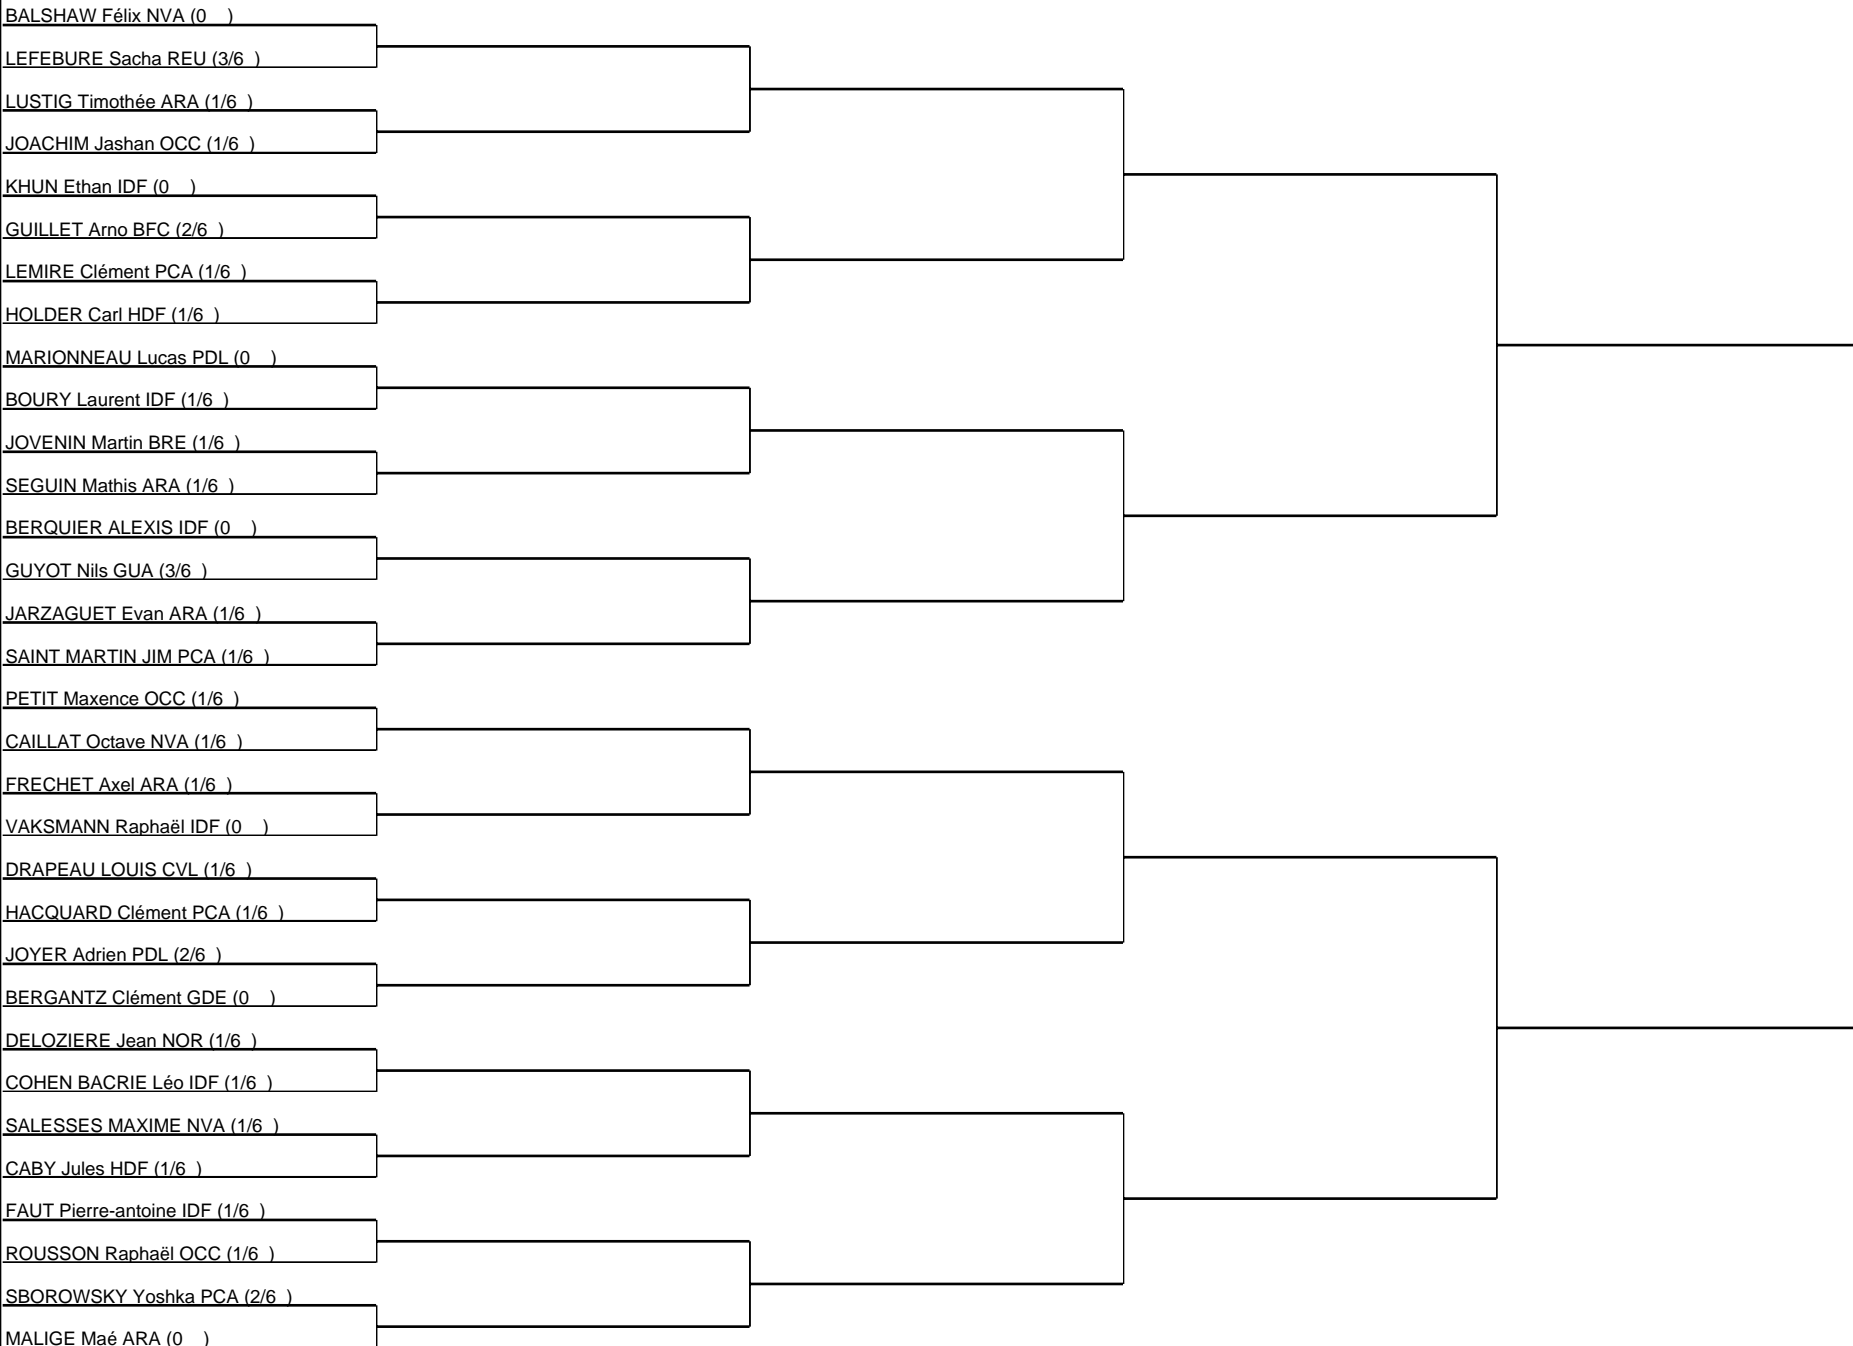 BALSHAW Félix NVA (0    )
LEFEBURE Sacha REU (3/6  )
LUSTIG Timothée ARA (1/6  )
JOACHIM Jashan OCC (1/6  )
KHUN Ethan IDF (0    )
GUILLET Arno BFC (2/6  )
LEMIRE Clément PCA (1/6  )
HOLDER Carl HDF (1/6  )
MARIONNEAU Lucas PDL (0    )
BOURY Laurent IDF (1/6  )
JOVENIN Martin BRE (1/6  )
SEGUIN Mathis ARA (1/6  )
BERQUIER ALEXIS IDF (0    )
GUYOT Nils GUA (3/6  )
JARZAGUET Evan ARA (1/6  )
SAINT MARTIN JIM PCA (1/6  )
PETIT Maxence OCC (1/6  )
CAILLAT Octave NVA (1/6  )
FRECHET Axel ARA (1/6  )
VAKSMANN Raphaël IDF (0    )
DRAPEAU LOUIS CVL (1/6  )
HACQUARD Clément PCA (1/6  )
JOYER Adrien PDL (2/6  )
BERGANTZ Clément GDE (0    )
DELOZIERE Jean NOR (1/6  )
COHEN BACRIE Léo IDF (1/6  )
SALESSES MAXIME NVA (1/6  )
CABY Jules HDF (1/6  )
FAUT Pierre-antoine IDF (1/6  )
ROUSSON Raphaël OCC (1/6  )
SBOROWSKY Yoshka PCA (2/6  )
MALIGE Maé ARA (0    )